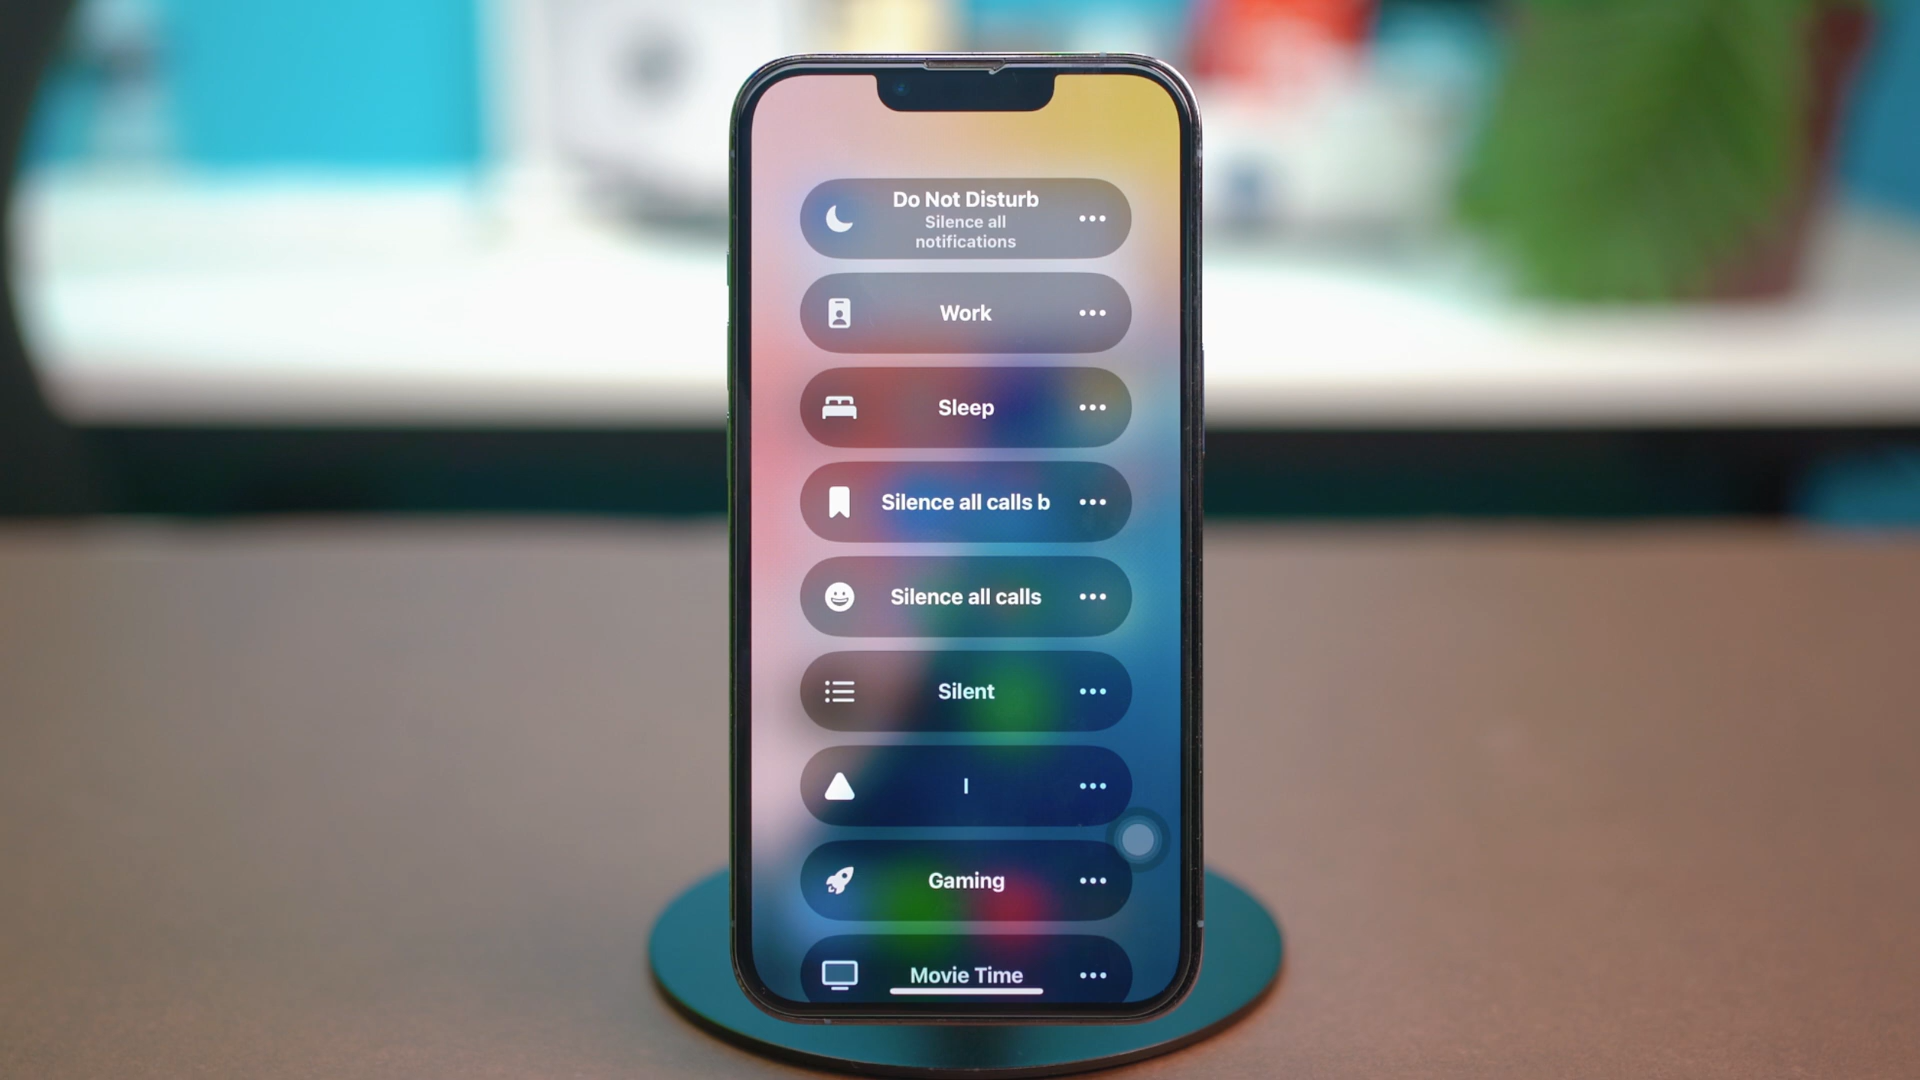 Do Not Disturb
Silence all
notifications
Work
Sleep
Silence all calls b
Silence all calls
Silent
I
Gaming
Movie Time